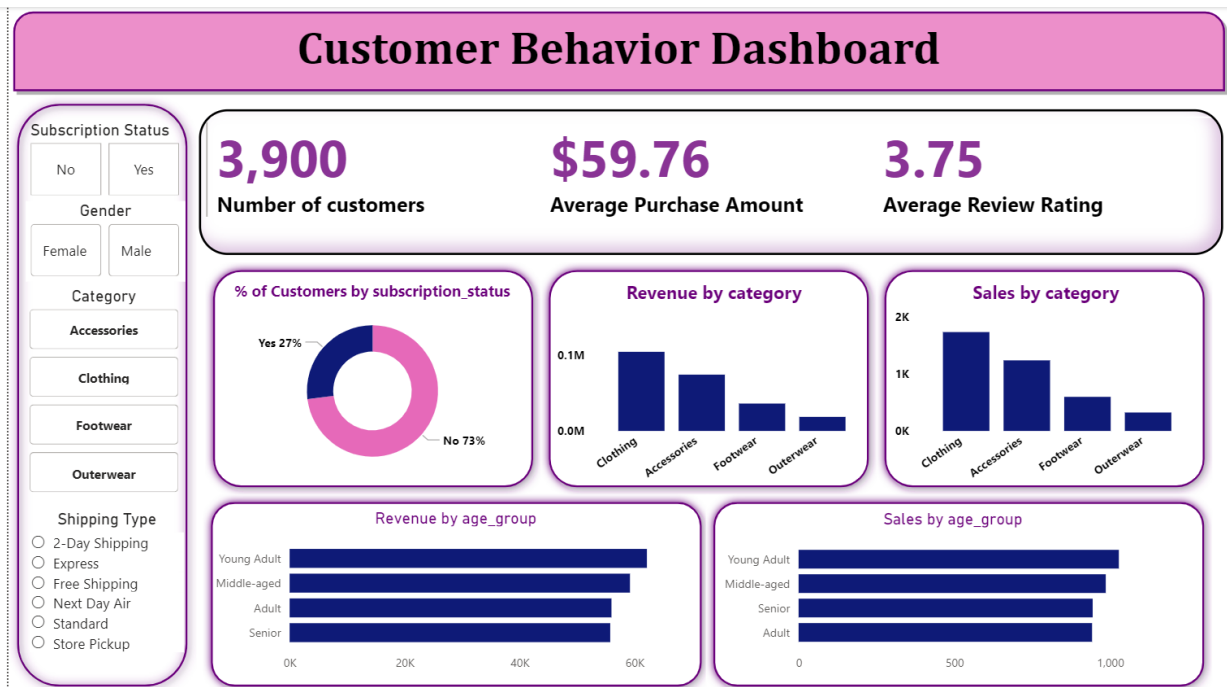 Customer Behavior Dashboard
Subscription Status
No
Yes
Gender
Female
Male
Category
Accessories
Clothing
Footwear
Outerwear
Shipping Type
2-Day Shipping
Express
Free Shipping
Next Day Air
Standard
Store Pickup
3,900
Number of customers
$59.76
Average Purchase Amount
3.75
Average Review Rating
% of Customers by subscription_status
Yes 27%
No 73%
Revenue by category
0.1M
0.0M
Clothing
Accessories
Footwear
Outerwear
Sales by category
2K
1K
0K
Clothing
Accessories
Footwear
Outerwear
Revenue by age_group
Young Adult
Middle-aged
Adult
Senior
0K
20K
40K
60K
Sales by age_group
Young Adult
Middle-aged
Senior
Adult
0
500
1,000